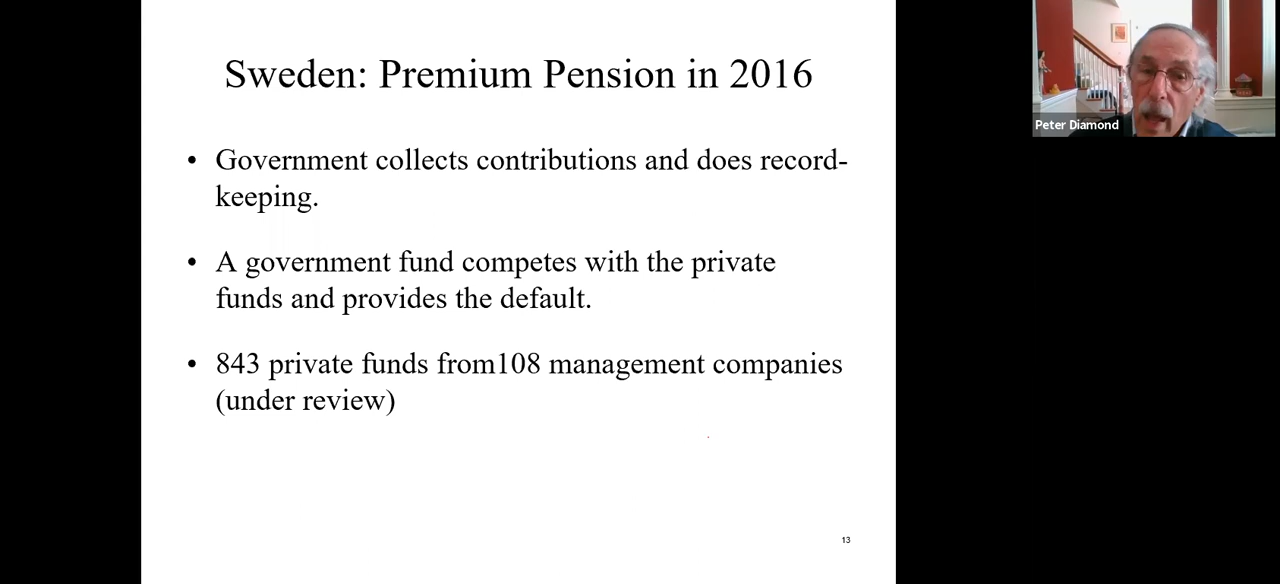 Sweden: Premium Pension in 2016
• Government collects contributions and does record-
keeping.
• A government fund competes with the private
funds and provides the default.
• 843 private funds from108 management companies
(under review)
13
Peter Diamond